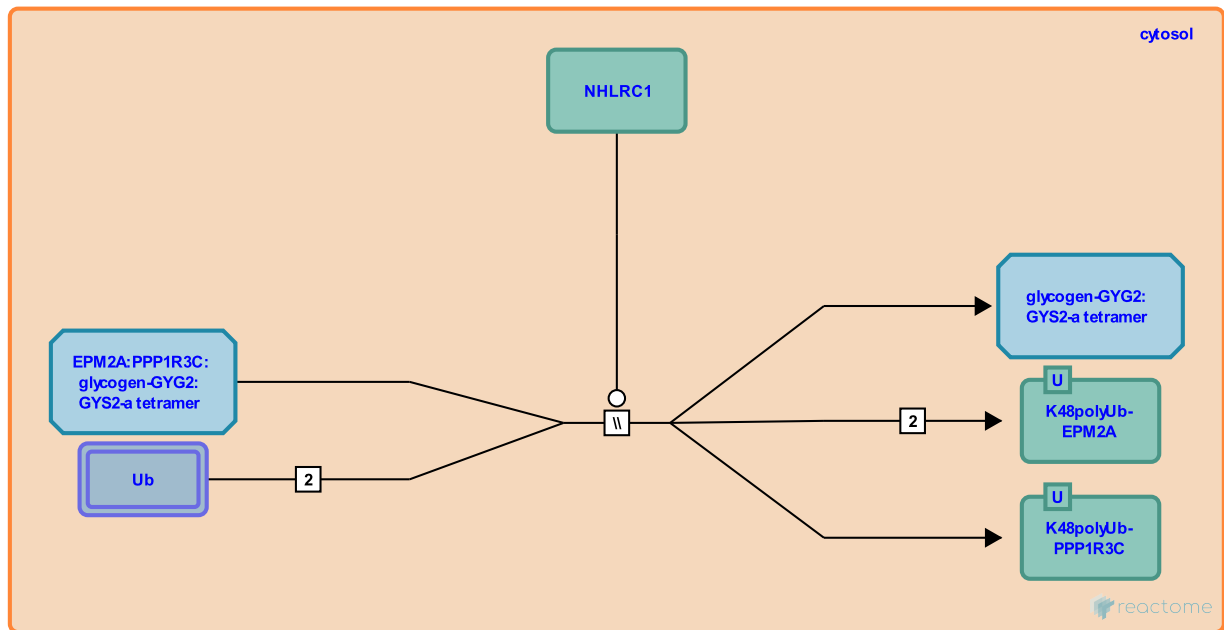 cytosol
NHLRC1
EPM2A:PPP1R3C:
glycogen-GYG2:
GYS2-a tetramer
Ub
2
\\
glycogen-GYG2:
GYS2-a tetramer
2
U
K48polyUb-
EPM2A
U
K48polyUb-
PPP1R3C
reactome